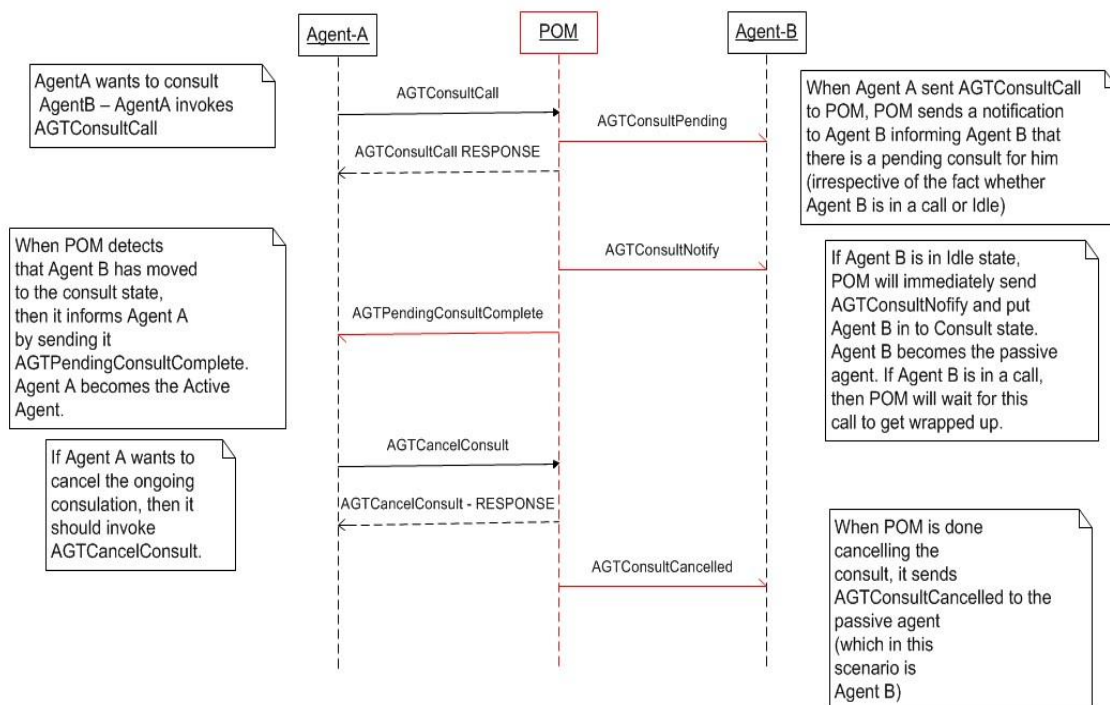 Agent-A
POM
Agent-B
AgentA wants to consult
AgentB – AgentA invokes
AGTConsultCall
AGTConsultCall
AGTConsultPending
AGTConsultCall RESPONSE
When Agent A sent AGTConsultCall
to POM, POM sends a notification
to Agent B informing Agent B that
there is a pending consult for him
(irrespective of the fact whether
Agent B is in a call or Idle)
When POM detects
that Agent B has moved
to the consult state,
then it informs Agent A
by sending it
AGTPendingConsultComplete.
Agent A becomes the Active
Agent.
AGTConsultNotify
AGTPendingConsultComplete
If Agent B is in Idle state,
POM will immediately send
AGTConsultNofify and put
Agent B in to Consult state.
Agent B becomes the passive
agent. If Agent B is in a call,
then POM will wait for this
call to get wrapped up.
If Agent A wants to
cancel the ongoing
consulation, then it
should invoke
AGTCancelConsult.
AGTCancelConsult
AGTCancelConsult - RESPONSE
AGTConsultCancelled
When POM is done
cancelling the
consult, it sends
AGTConsultCancelled to the
passive agent
(which in this
scenario is
Agent B)